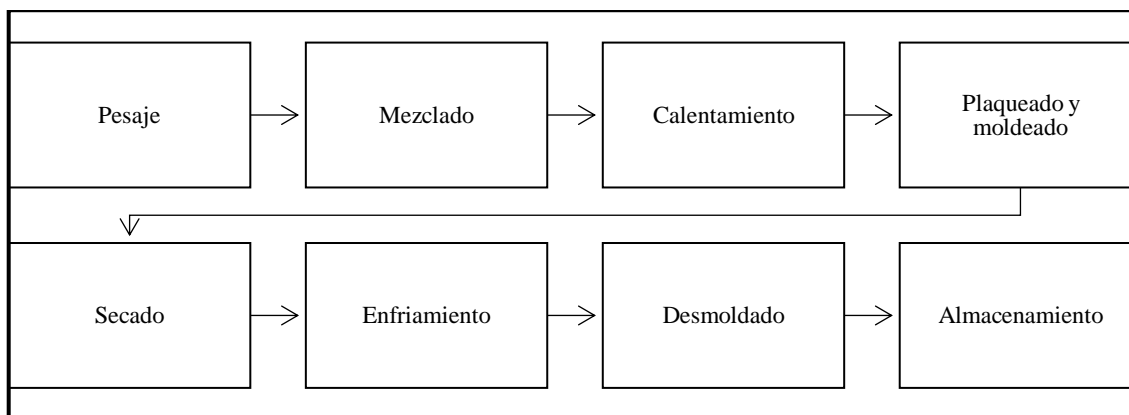 Pesaje
Mezclado
Calentamiento
Plaqueado y
moldeado
Secado
Enfriamiento
Desmoldado
Almacenamiento